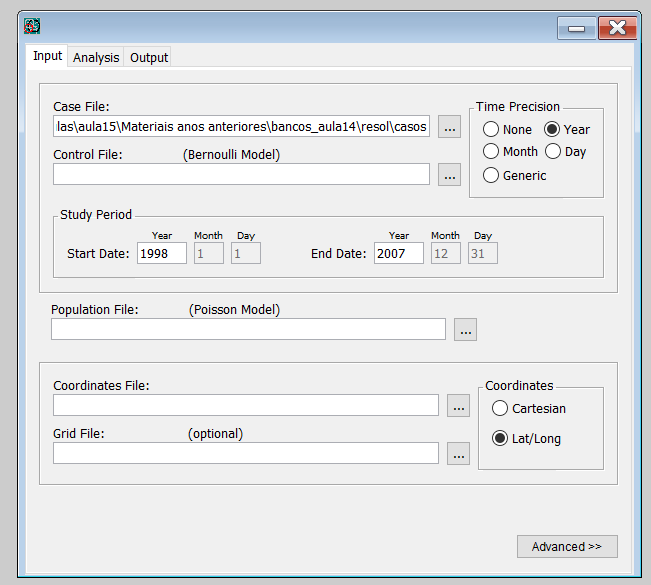 Input Analysis Output
Case File:
las\aula15\Materiais anos anteriores\bancos_aula14\resol\casos ...
Time Precision
None Year
Month Day
Generic
Control File: (Bernoulli Model)
...
Study Period
Year Month Day Year Month Day
Start Date: 1998 1 1 End Date: 2007 12 31
Population File: (Poisson Model)
...
Coordinates File:
...
Grid File: (optional)
...
Coordinates
Cartesian
Lat/Long
Advanced >>